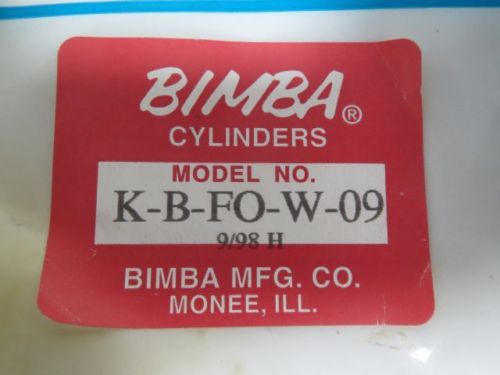 BIMBA®
CYLINDERS
MODEL NO.
K-B-FO-W-09
9/98 H
BIMBA MFG. CO.
MONEE, ILL.